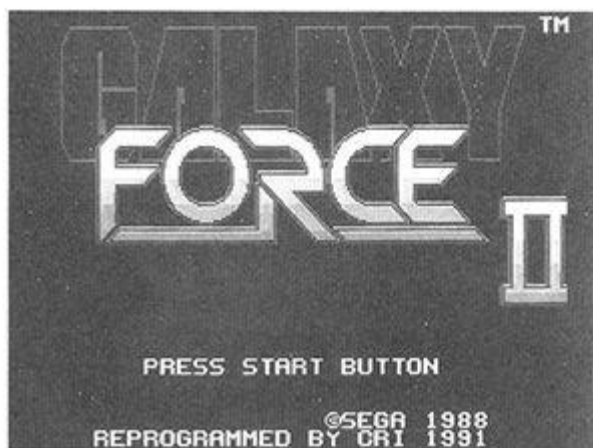 TM
GALAXY
FORCE
II
PRESS START BUTTON
©SEGA 1988
REPROGRAMMED BY CRI 1991